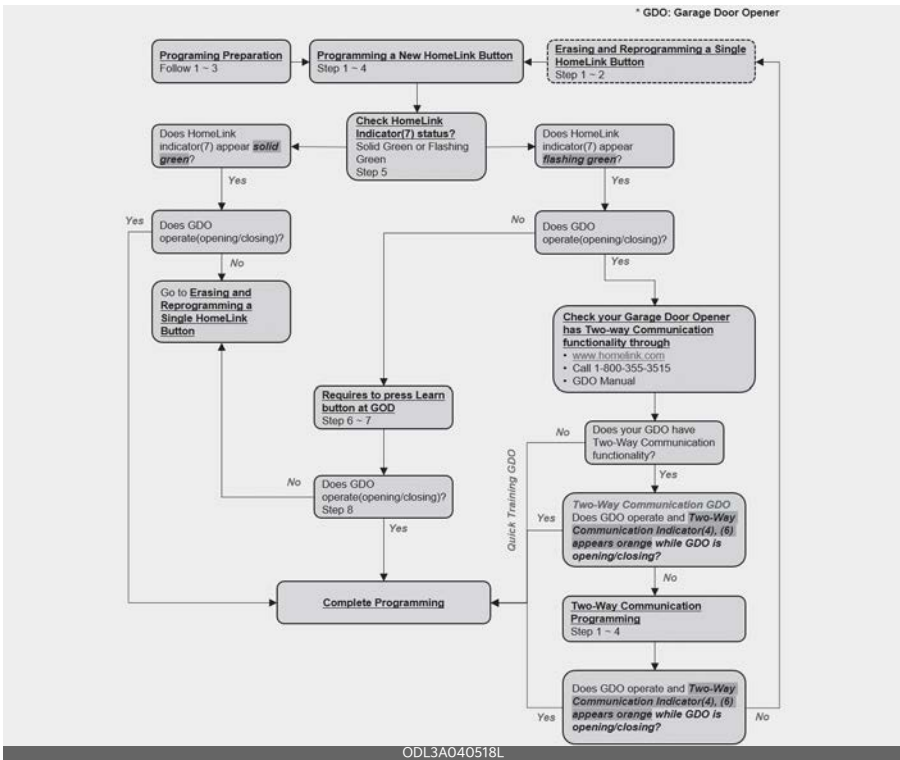 * GDO: Garage Door Opener
Programing Preparation
Follow 1 ~ 3
Programming a New HomeLink Button
Step 1 ~ 4
Erasing and Reprogramming a Single
HomeLink Button
Step 1 ~ 2
Check HomeLink
Indicator(7) status?
Solid Green or Flashing
Green
Step 5
Does HomeLink
indicator(7) appear solid
green?
Does HomeLink
indicator(7) appear
flashing green?
Yes
Yes
Yes
Does GDO
operate(opening/closing)?
No
Does GDO
operate(opening/closing)?
No
Yes
Go to Erasing and
Reprogramming a
Single HomeLink
Button
Check your Garage Door Opener
has Two-way Communication
functionality through
• www.homelink.com
• Call 1-800-355-3515
• GDO Manual
Requires to press Learn
button at GOD
Step 6 ~ 7
No
Does your GDO have
Two-Way Communication
functionality?
Yes
Quick Training GDO
No
Does GDO
operate(opening/closing)?
Step 8
Yes
Yes
Two-Way Communication GDO
Does GDO operate and Two-Way
Communication Indicator(4), (6)
appears orange while GDO is
opening/closing?
No
Complete Programming
Two-Way Communication
Programming
Step 1 ~ 4
Does GDO operate and Two-Way
Communication Indicator(4), (6)
appears orange while GDO is
opening/closing?
Yes
No
ODL3A040518L